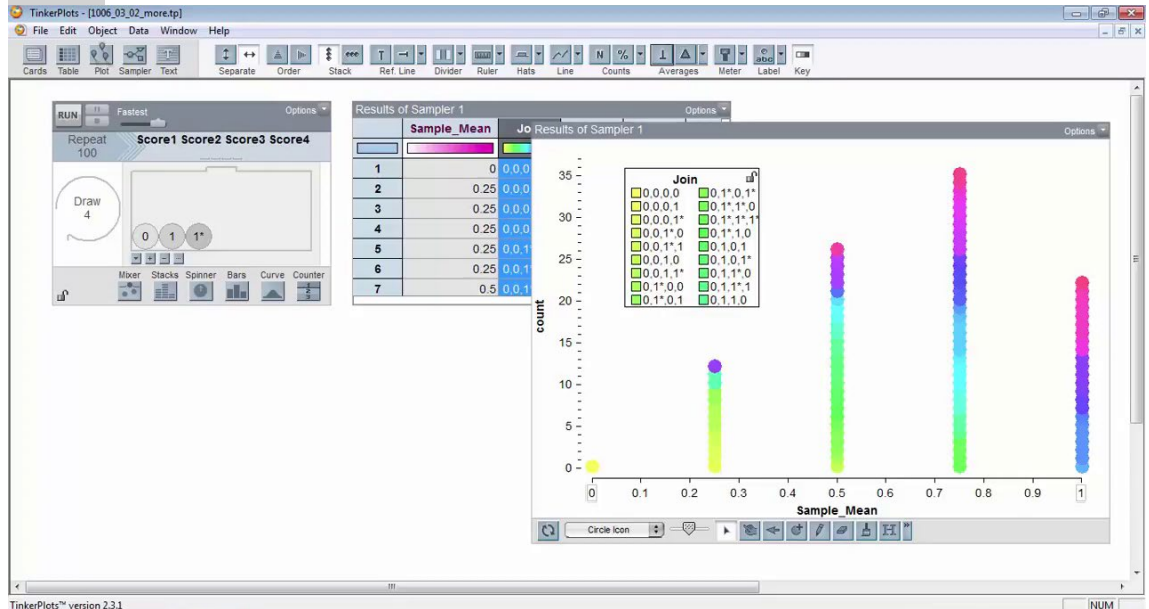 TinkerPlots - [1006_03_02_more.tp]
File Edit Object Data Window Help
Cards Table Plot Sampler Text Separate Order Stack Ref. Line Divider Ruler Hats Line Counts Averages Meter Label Key
RUN Fastest Options
Repeat 100
Score1 Score2 Score3 Score4
Draw 4
0 1 1*
Mixer Stacks Spinner Bars Curve Counter
Results of Sampler 1 Options
Sample_Mean Jo
1 0 0,0,0
2 0.25 0,0,0
3 0.25 0,0,0
4 0.25 0,0,0
5 0.25 0,0,1
6 0.25 0,0,1
7 0.5 0,0,1
Results of Sampler 1 Options
Join
0,0,0,0 0,1*,0,1*
0,0,0,1 0,1*,1*,0
0,0,0,1* 0,1*,1*,1*
0,0,1*,0 0,1*,1,0
0,0,1*,1 0,1,0,1
0,0,1,0 0,1,0,1*
0,0,1,1* 0,1,1*,0
0,1*,0,0 0,1,1*,1
0,1*,0,1 0,1,1,0
35
30
25
20
15
10
5
0
count
0 0.1 0.2 0.3 0.4 0.5 0.6 0.7 0.8 0.9 1
Sample_Mean
Circle Icon
TinkerPlots™ version 2.3.1 NUM